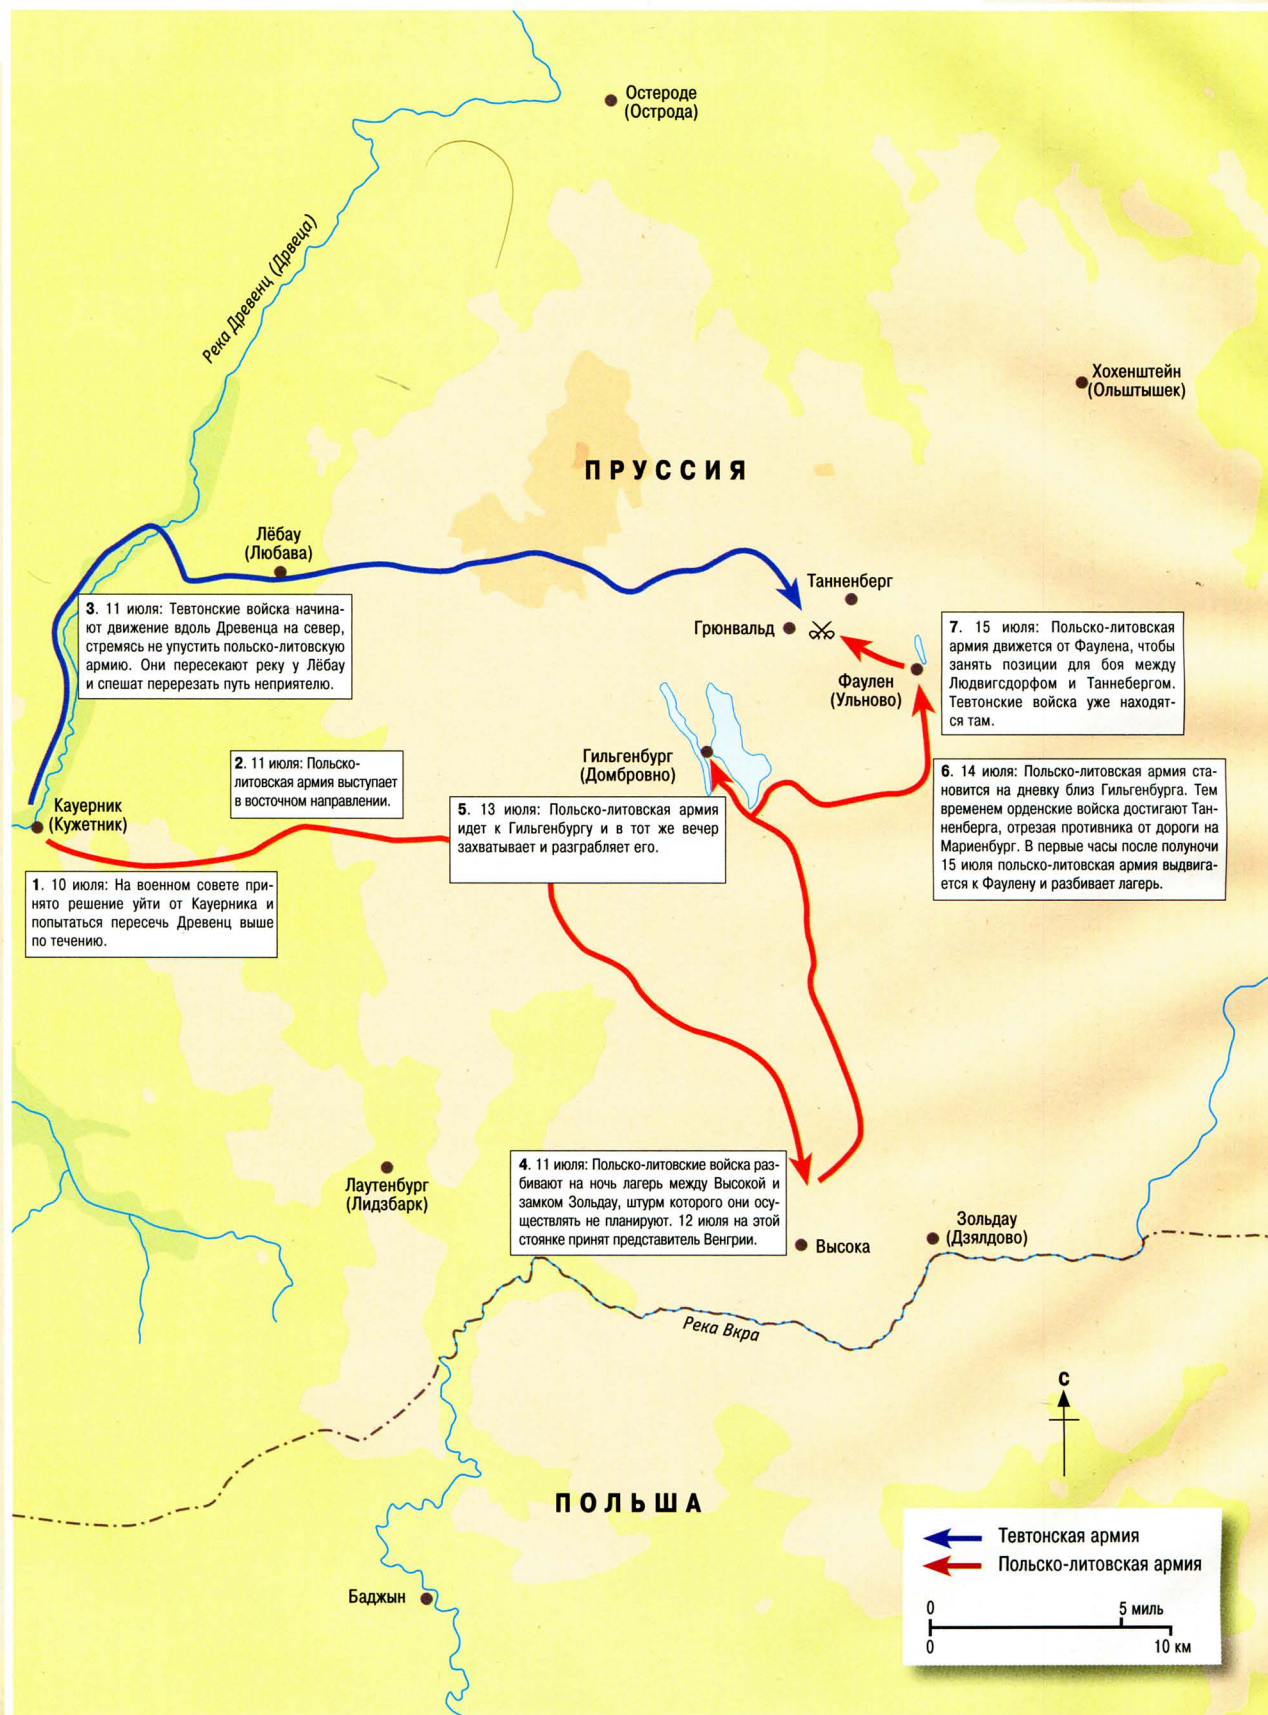 Остероде
(Острода)
Река Древенц (Дрвеца)
Хохенштейн
(Ольштышек)
ПРУССИЯ
Лёбау
(Любава)
Танненберг
Грюнвальд
3. 11 июля: Тевтонские войска начина-
ют движение вдоль Древенца на север,
стремясь не упустить польско-литовскую
армию. Они пересекают реку у Лёбау
и спешат перерезать путь неприятелю.
7. 15 июля: Польско-литовская
армия движется от Фаулена, чтобы
занять позиции для боя между
Людвигсдорфом и Таннебергом.
Тевтонские войска уже находят-
ся там.
Фаулен
(Ульново)
Гильгенбург
(Домбровно)
2. 11 июля: Польско-
литовская армия выступает
в восточном направлении.
6. 14 июля: Польско-литовская армия ста-
новится на дневку близ Гильгенбурга. Тем
временем орденские войска достигают Тан-
ненберга, отрезая противника от дороги на
Мариенбург. В первые часы после полуночи
15 июля польско-литовская армия выдвига-
ется к Фаулену и разбивает лагерь.
Кауерник
(Кужетник)
5. 13 июля: Польско-литовская армия
идет к Гильгенбургу и в тот же вечер
захватывает и разграбляет его.
1. 10 июля: На военном совете при-
нято решение уйти от Кауерника и
попытаться пересечь Древенц выше
по течению.
4. 11 июля: Польско-литовские войска раз-
бивают на ночь лагерь между Высокой и
замком Зольдау, штурм которого они осу-
ществлять не планируют. 12 июля на этой
стоянке принят представитель Венгрии.
Лаутенбург
(Лидзбарк)
Высока
Зольдау
(Дзялдово)
Река Вкра
С
ПОЛЬША
Баджын
Тевтонская армия
Польско-литовская армия
0 5 миль
0 10 км